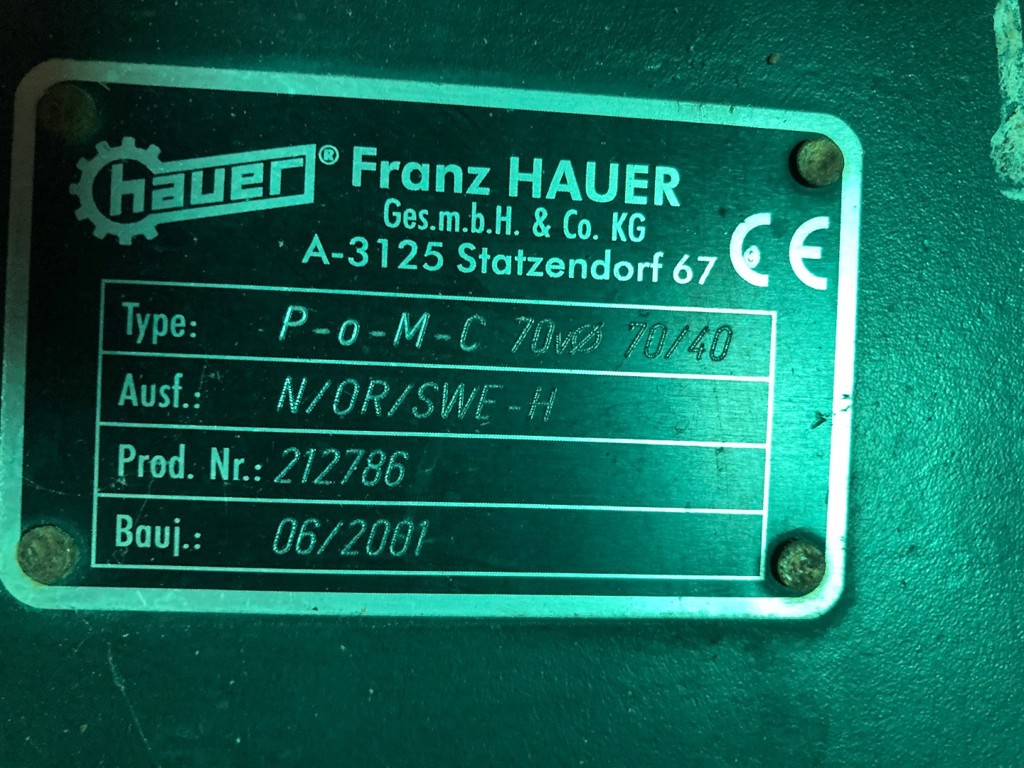 hauer® Franz HAUER
Ges.m.b.H. & Co. KG
A-3125 Statzendorf 67 CE
Type: P-o-M-C 70/40
Ausf.: N/OR/SWE-H
Prod. Nr.: 212786
Bauj.: 06/2001